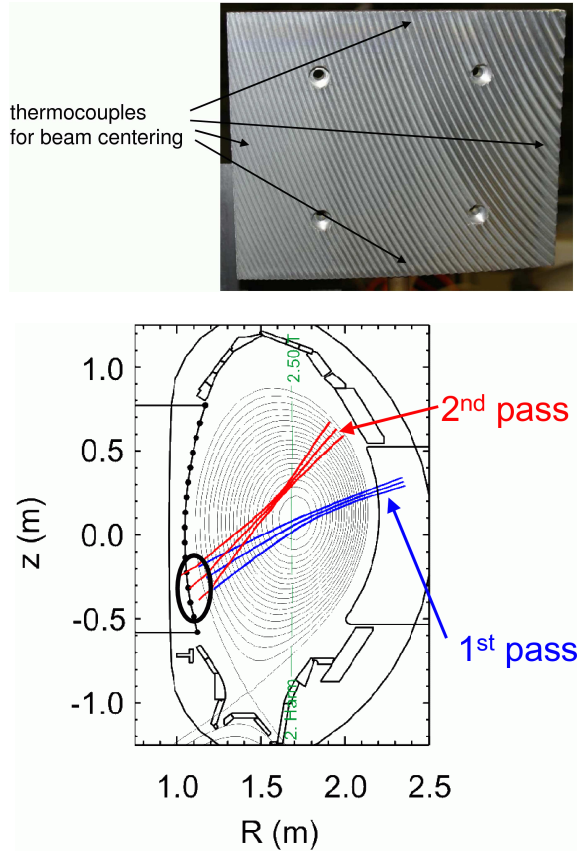 thermocouples
for beam centering
2.50 T
2nd pass
1st pass
2. Harm
1.0
0.5
0.0
-0.5
-1.0
z (m)
1.0 1.5 2.0 2.5
R (m)